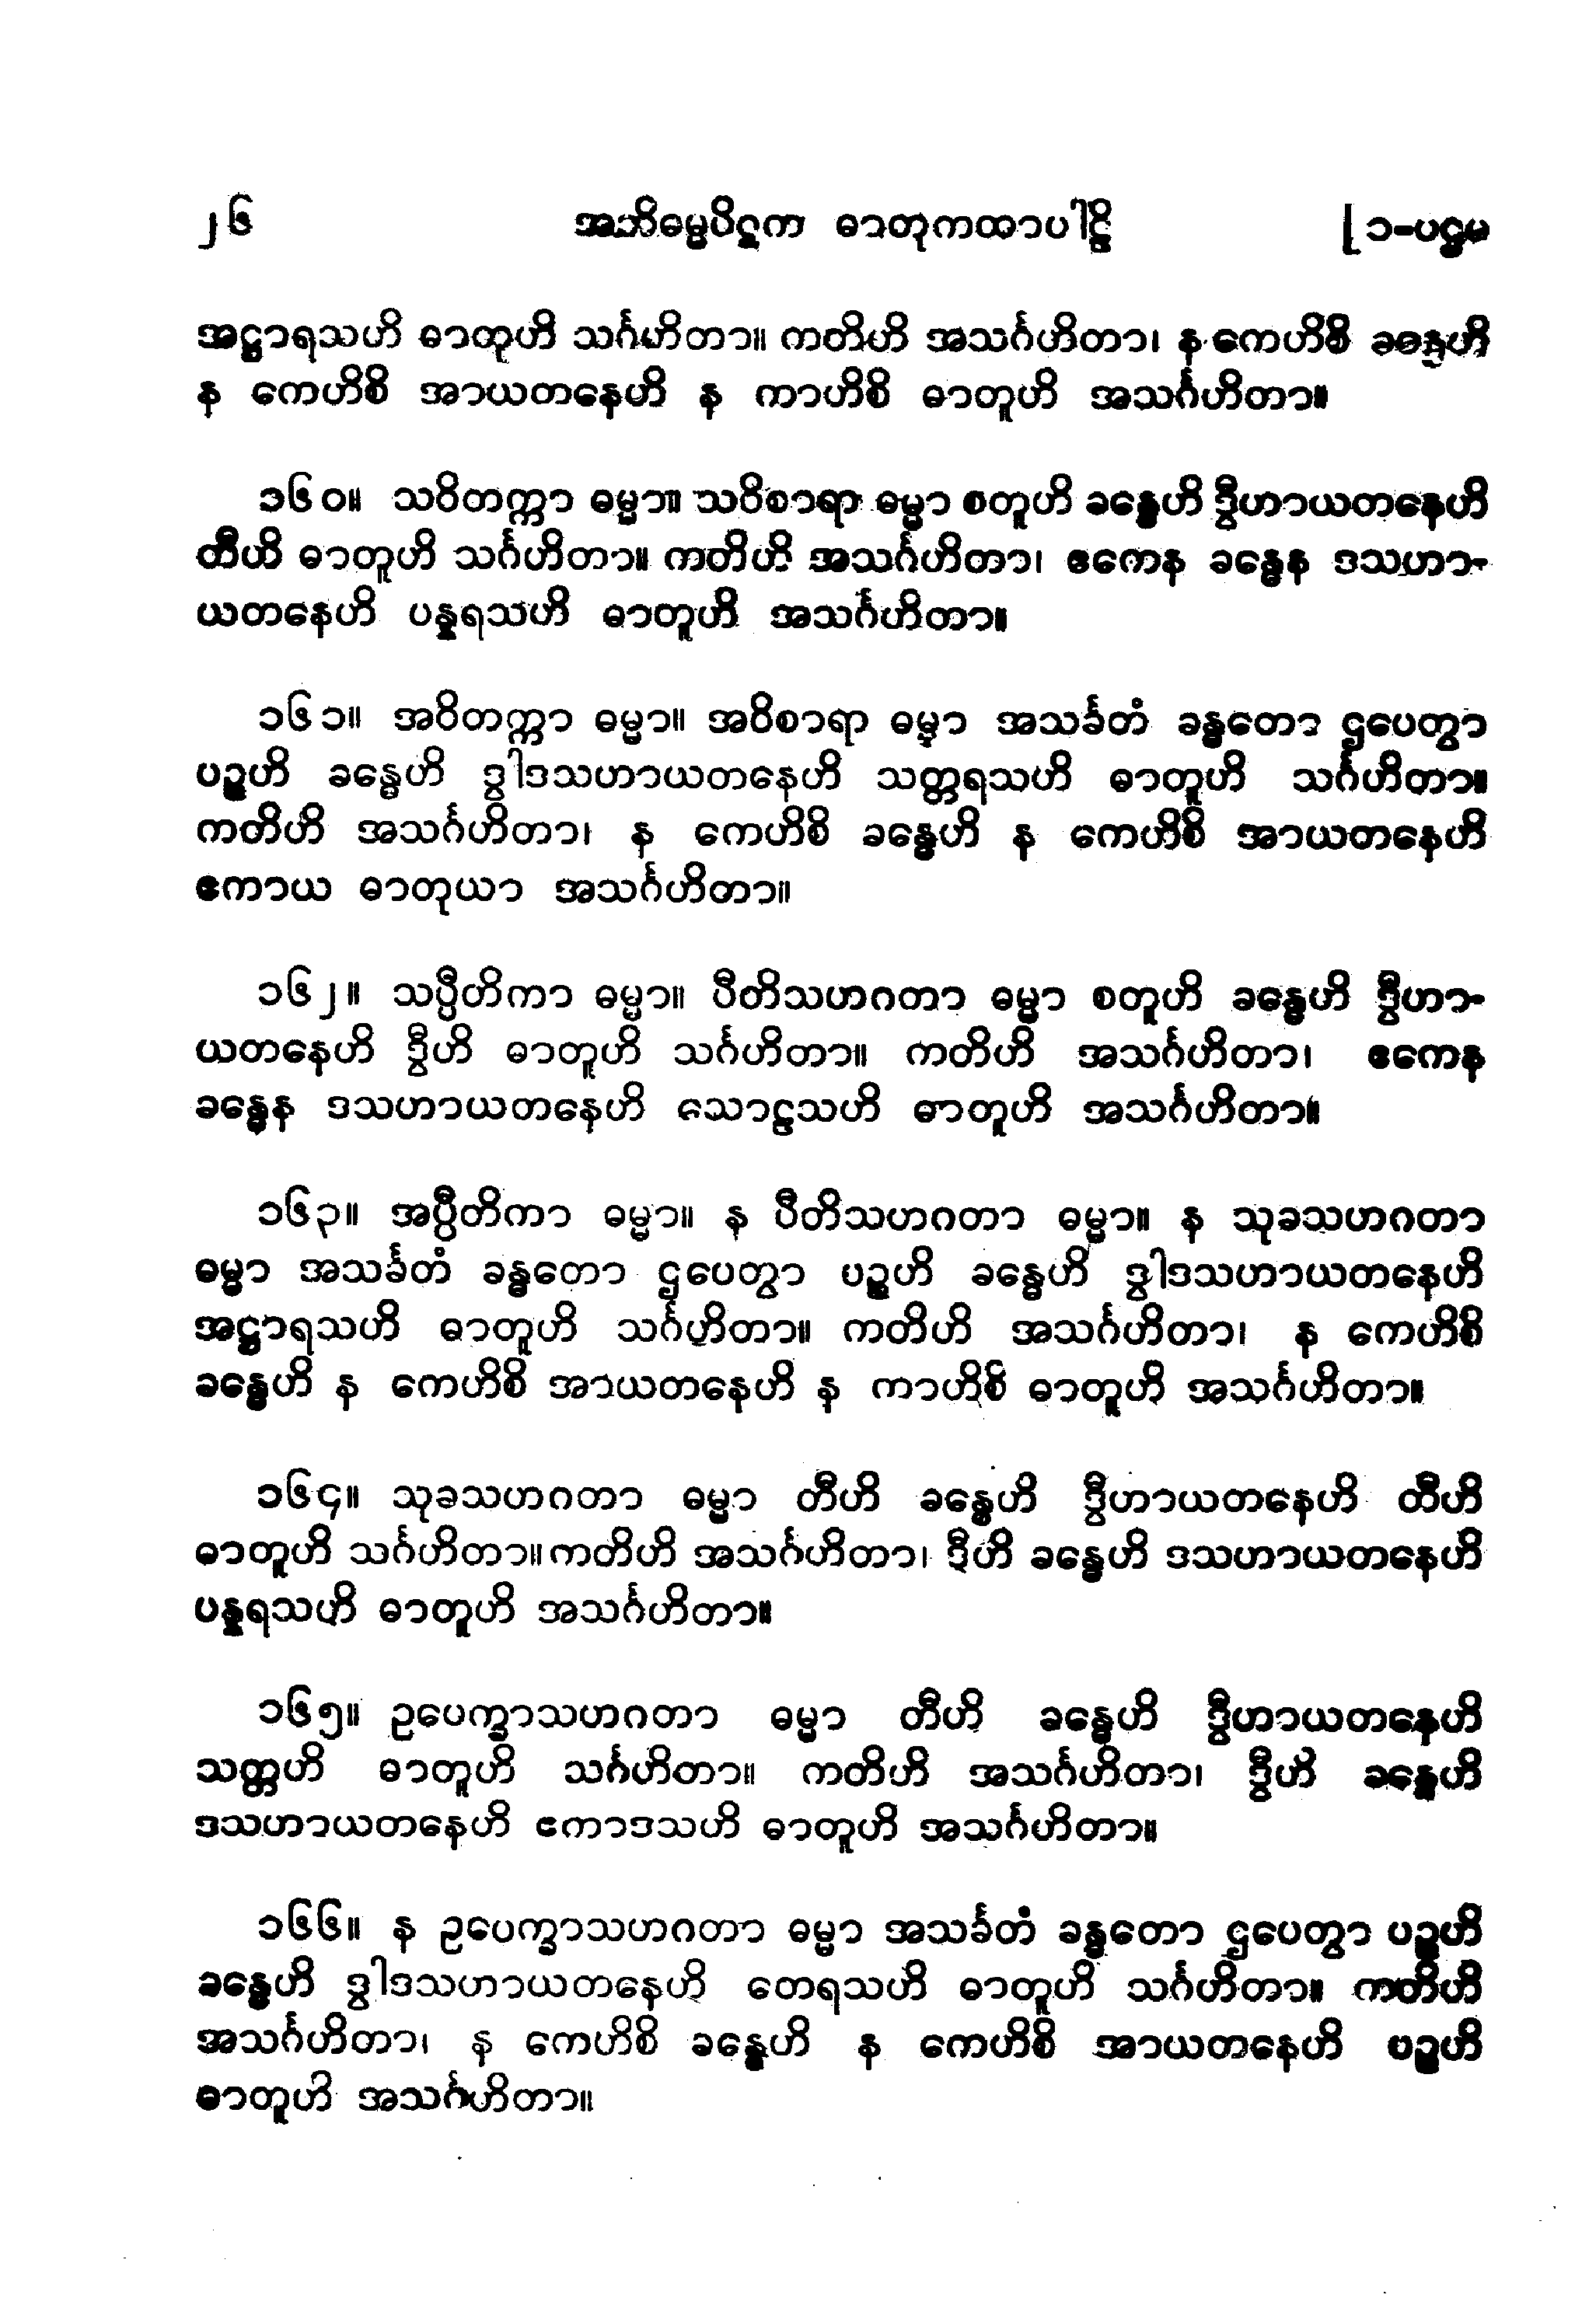 ၂၆ အဘိဓမ္မပိဋက ဓာတုကထာပါဠိ [၁-ပဌမ
အဋ္ဌာရသဟိ ဓာတူဟိ သင်္ဂဟိတာ။ ကတိဟိ အသင်္ဂဟိတာ၊ န ကေဟိစိ ခန္ဓေဟိ
န ကေဟိစိ အာယတနေဟိ န ကာဟိစိ ဓာတူဟိ အသင်္ဂဟိတာ။
၁၆၀။ သဝိတက္ကာ ဓမ္မာ။ သဝိစာရာ ဓမ္မာ စတူဟိ ခန္ဓေဟိ ဒွီဟာယတနေဟိ
တီဟိ ဓာတူဟိ သင်္ဂဟိတာ။ ကတိဟိ အသင်္ဂဟိတာ၊ ဧကေန ခန္ဓေန ဒသဟာ-
ယတနေဟိ ပန္နရသဟိ ဓာတူဟိ အသင်္ဂဟိတာ။
၁၆၁။ အဝိတက္ကာ ဓမ္မာ။ အဝိစာရာ ဓမ္မာ အသင်္ခတံ ခန္ဓတော ဌပေတွာ
ပဉ္စဟိ ခန္ဓေဟိ ဒွါဒသဟာယတနေဟိ သတ္တရသဟိ ဓာတူဟိ သင်္ဂဟိတာ။
ကတိဟိ အသင်္ဂဟိတာ၊ န ကေဟိစိ ခန္ဓေဟိ န ကေဟိစိ အာယတနေဟိ
ဧကာယ ဓာတုယာ အသင်္ဂဟိတာ။
၁၆၂။ သပ္ပီတိကာ ဓမ္မာ။ ပီတိသဟဂတာ ဓမ္မာ စတူဟိ ခန္ဓေဟိ ဒွီဟာ-
ယတနေဟိ ဒွီဟိ ဓာတူဟိ သင်္ဂဟိတာ။ ကတိဟိ အသင်္ဂဟိတာ၊ ဧကေန
ခန္ဓေန ဒသဟာယတနေဟိ သောဠသဟိ ဓာတူဟိ အသင်္ဂဟိတာ။
၁၆၃။ အပ္ပီတိကာ ဓမ္မာ။ န ပီတိသဟဂတာ ဓမ္မာ။ န သုခသဟဂတာ
ဓမ္မာ အသင်္ခတံ ခန္ဓတော ဌပေတွာ ပဉ္စဟိ ခန္ဓေဟိ ဒွါဒသဟာယတနေဟိ
အဋ္ဌာရသဟိ ဓာတူဟိ သင်္ဂဟိတာ။ ကတိဟိ အသင်္ဂဟိတာ၊ န ကေဟိစိ
ခန္ဓေဟိ န ကေဟိစိ အာယတနေဟိ န ကာဟိစိ ဓာတူဟိ အသင်္ဂဟိတာ။
၁၆၄။ သုခသဟဂတာ ဓမ္မာ တီဟိ ခန္ဓေဟိ ဒွီဟာယတနေဟိ တီဟိ
ဓာတူဟိ သင်္ဂဟိတာ။ ကတိဟိ အသင်္ဂဟိတာ၊ ဒွီဟိ ခန္ဓေဟိ ဒသဟာယတနေဟိ
ပန္နရသဟိ ဓာတူဟိ အသင်္ဂဟိတာ။
၁၆၅။ ဥပေက္ခာသဟဂတာ ဓမ္မာ တီဟိ ခန္ဓေဟိ ဒွီဟာယတနေဟိ
သတ္တဟိ ဓာတူဟိ သင်္ဂဟိတာ။ ကတိဟိ အသင်္ဂဟိတာ၊ ဒွီဟိ ခန္ဓေဟိ
ဒသဟာယတနေဟိ ဧကာဒသဟိ ဓာတူဟိ အသင်္ဂဟိတာ။
၁၆၆။ န ဥပေက္ခာသဟဂတာ ဓမ္မာ အသင်္ခတံ ခန္ဓတော ဌပေတွာ ပဉ္စဟိ
ခန္ဓေဟိ ဒွါဒသဟာယတနေဟိ တေရသဟိ ဓာတူဟိ သင်္ဂဟိတာ။ ကတိဟိ
အသင်္ဂဟိတာ၊ န ကေဟိစိ ခန္ဓေဟိ န ကေဟိစိ အာယတနေဟိ ပဉ္စဟိ
ဓာတူဟိ အသင်္ဂဟိတာ။